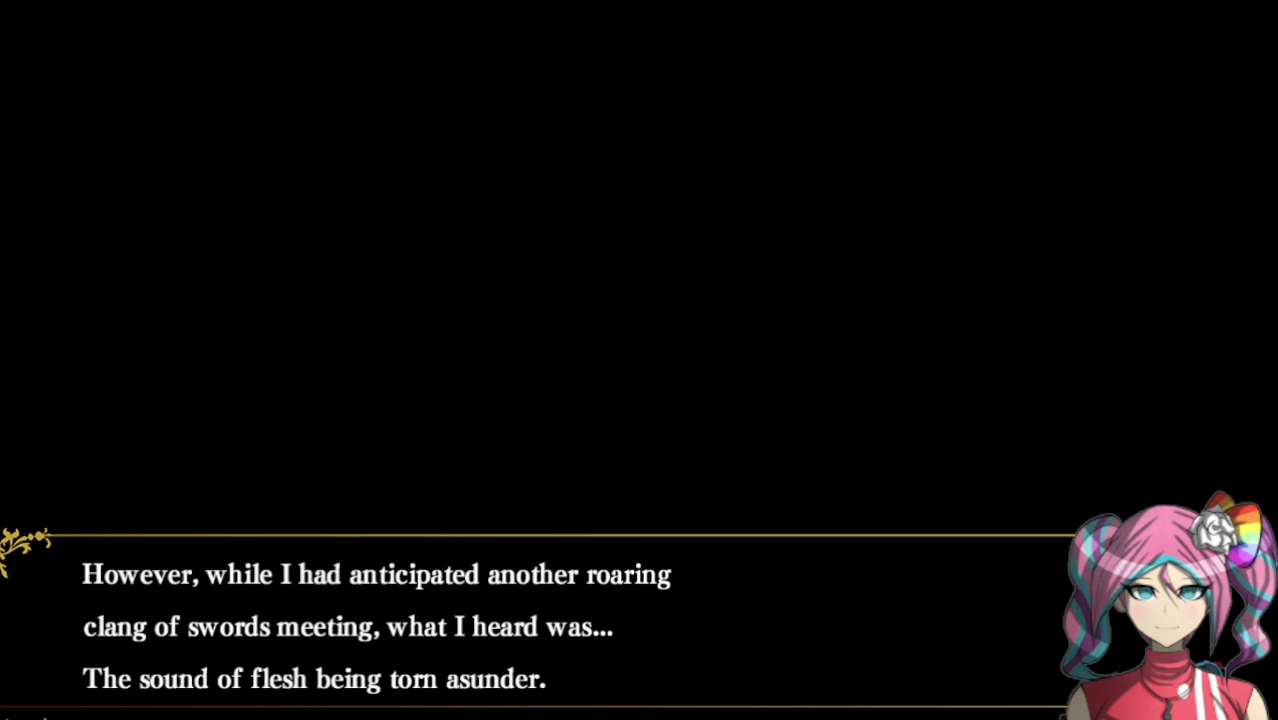 However, while I had anticipated another roaring
clang of swords meeting, what I heard was...
The sound of flesh being torn asunder.